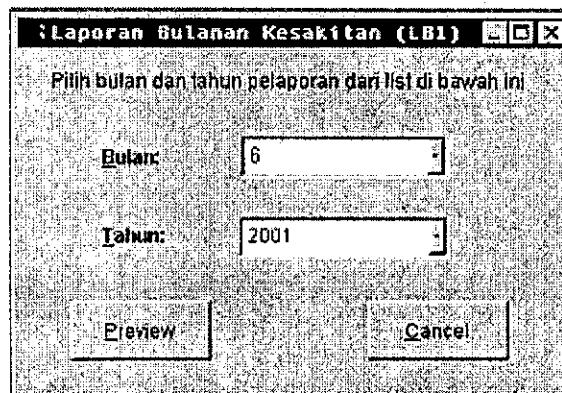 Laporan Bulanan Kesakitan (LB1)
Pilih bulan dan tahun pelaporan dari list di bawah ini
Bulan: 6
Tahun: 2001
Preview Cancel